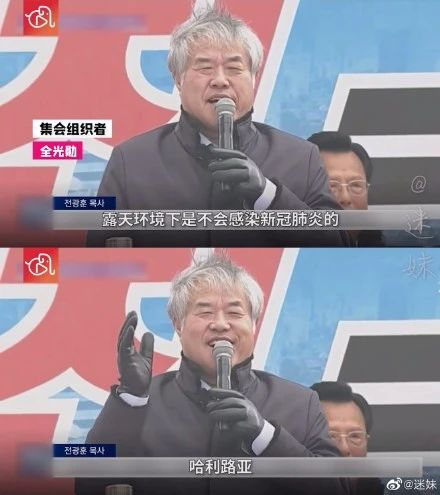 集会组织者
全光勋
전광훈 목사
露天环境下是不会感染新冠肺炎的
@迷妹
전광훈 목사
哈利路亚
@迷妹